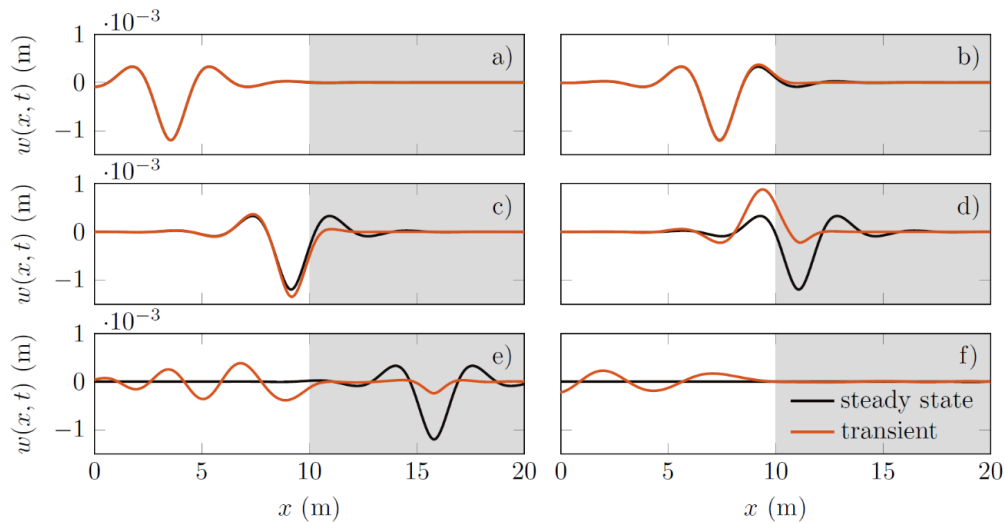 ·10⁻³
1
0
−1
w(x, t) (m)
a)
b)
·10⁻³
1
0
−1
w(x, t) (m)
c)
d)
·10⁻³
1
0
−1
w(x, t) (m)
e)
f)
steady state
transient
0 5 10 15 20
0 5 10 15 20
x (m)
x (m)